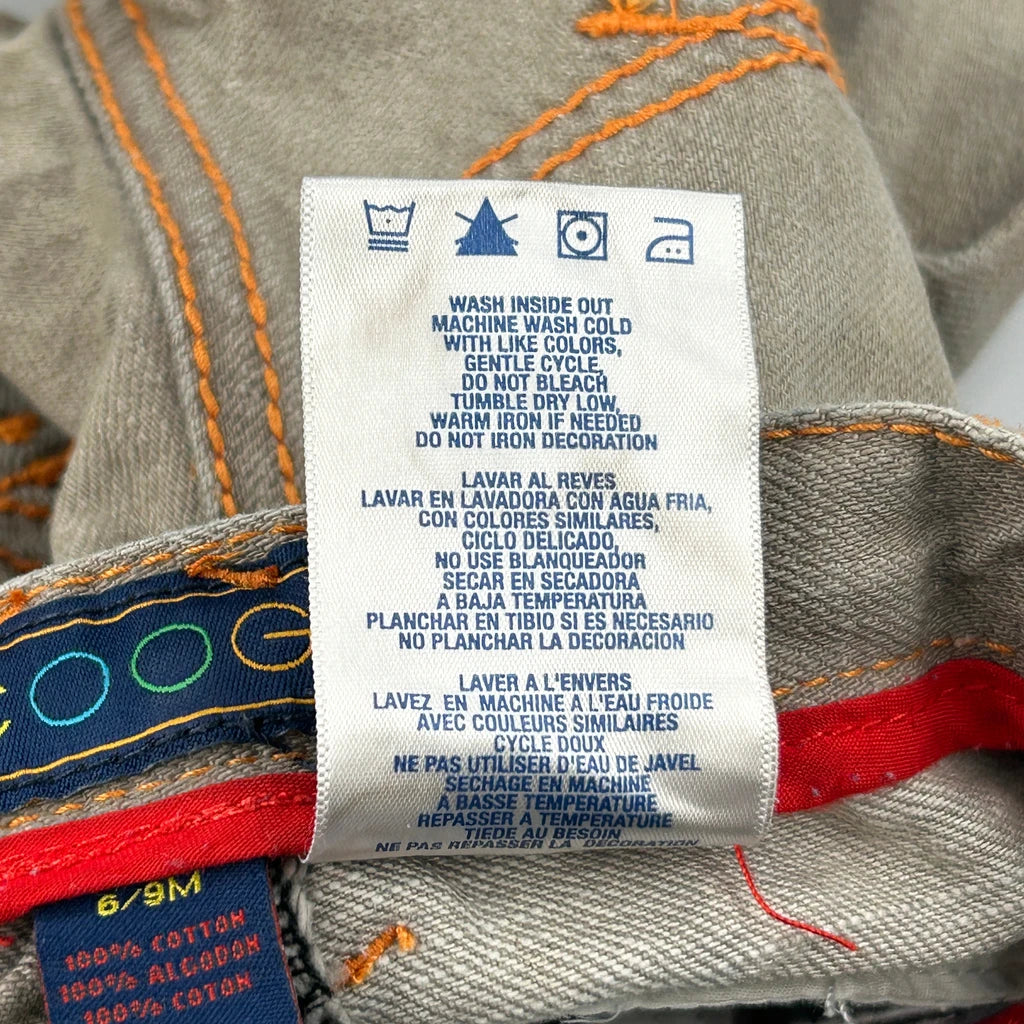 WASH INSIDE OUT
MACHINE WASH COLD
WITH LIKE COLORS,
GENTLE CYCLE,
DO NOT BLEACH
TUMBLE DRY LOW,
WARM IRON IF NEEDED
DO NOT IRON DECORATION
LAVAR AL REVES
LAVAR EN LAVADORA CON AGUA FRIA,
CON COLORES SIMILARES,
CICLO DELICADO,
NO USE BLANQUEADOR
SECAR EN SECADORA
A BAJA TEMPERATURA
PLANCHAR EN TIBIO SI ES NECESARIO
NO PLANCHAR LA DECORACION
LAVER A L'ENVERS
LAVEZ EN MACHINE A L'EAU FROIDE
AVEC COULEURS SIMILAIRES
CYCLE DOUX
NE PAS UTILISER D'EAU DE JAVEL
SECHAGE EN MACHINE
A BASSE TEMPERATURE
REPASSER A TEMPERATURE
TIEDE AU BESOIN
NE PAS REPASSER LA DECORATION
OOG
6/9M
100% COTTON
100% ALGODON
100% COTON